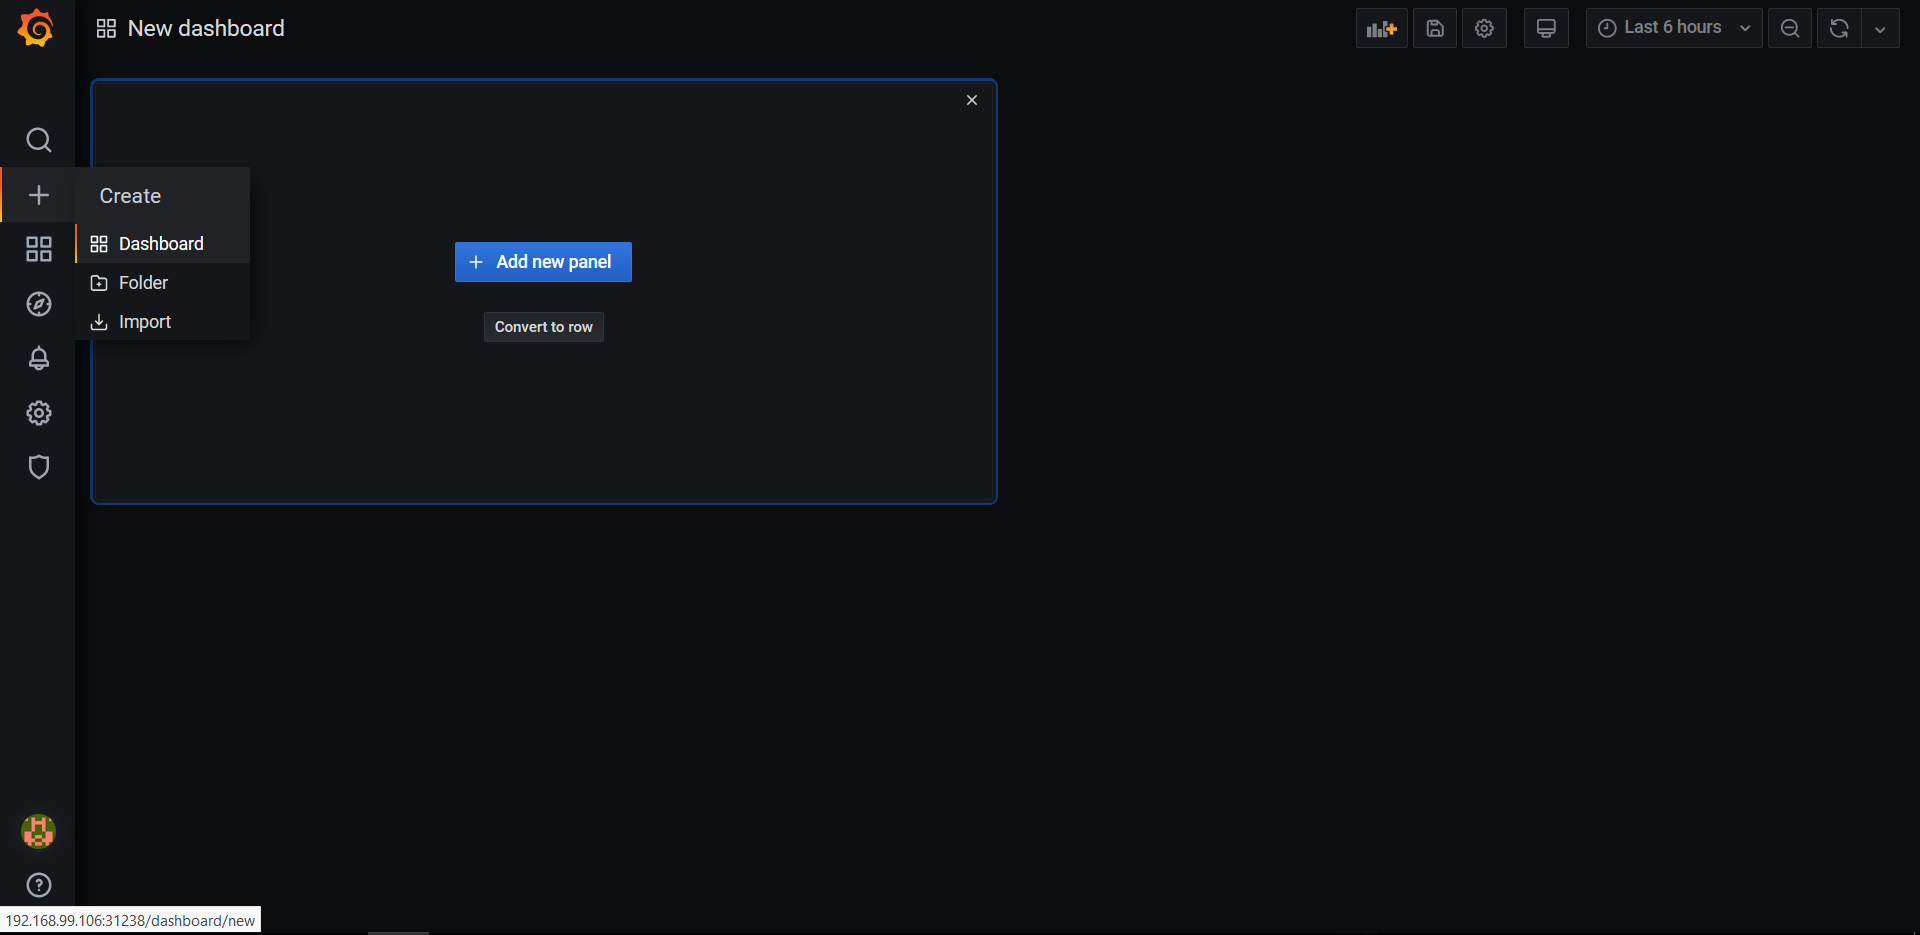 New dashboard
Last 6 hours
Create
Dashboard
Folder
Import
Add new panel
Convert to row
192.168.99.106:31238/dashboard/new